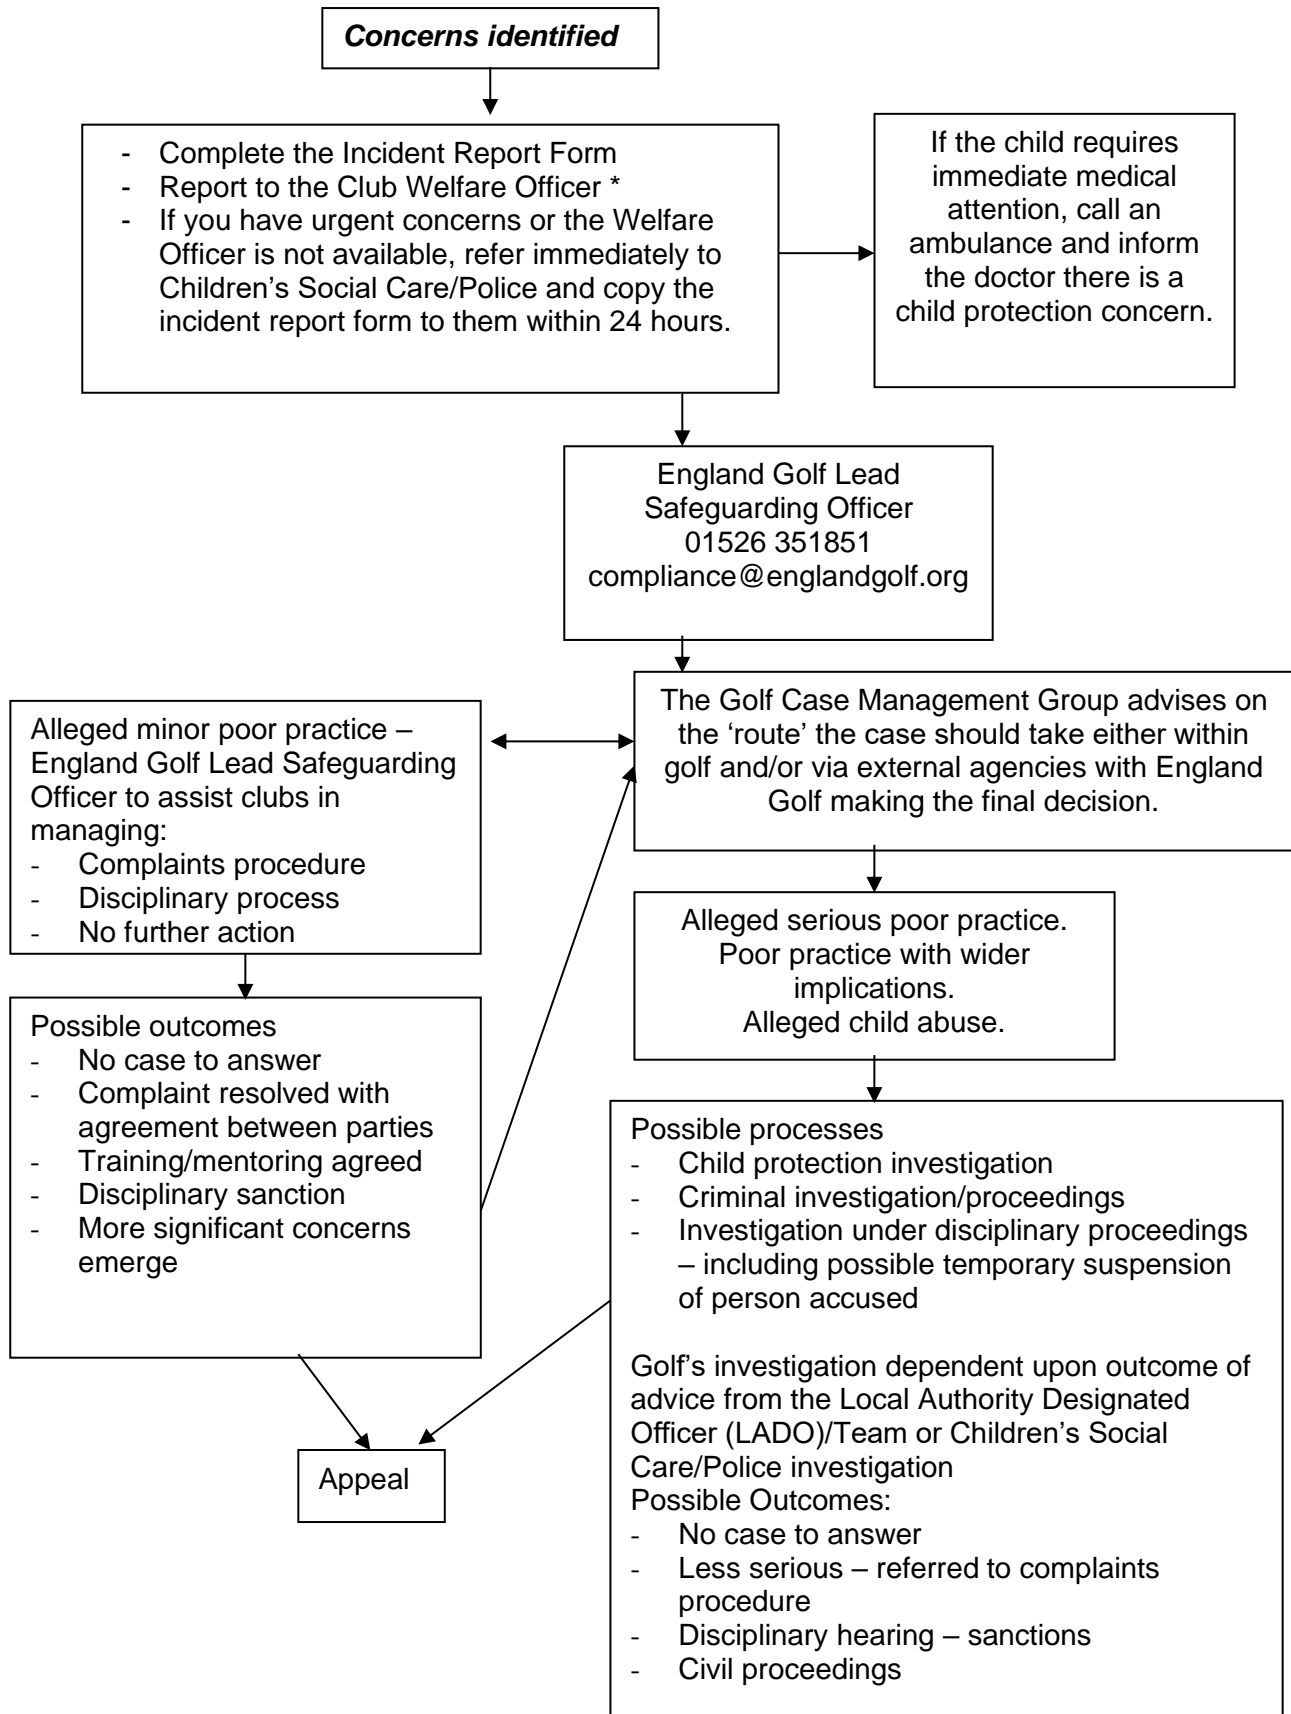 Concerns identified
- Complete the Incident Report Form
- Report to the Club Welfare Officer *
- If you have urgent concerns or the Welfare
Officer is not available, refer immediately to
Children’s Social Care/Police and copy the
incident report form to them within 24 hours.
If the child requires
immediate medical
attention, call an
ambulance and inform
the doctor there is a
child protection concern.
England Golf Lead
Safeguarding Officer
01526 351851
compliance@englandgolf.org
The Golf Case Management Group advises on
the ‘route’ the case should take either within
golf and/or via external agencies with England
Golf making the final decision.
Alleged minor poor practice –
England Golf Lead Safeguarding
Officer to assist clubs in
managing:
- Complaints procedure
- Disciplinary process
- No further action
Alleged serious poor practice.
Poor practice with wider
implications.
Alleged child abuse.
Possible outcomes
- No case to answer
- Complaint resolved with
agreement between parties
- Training/mentoring agreed
- Disciplinary sanction
- More significant concerns
emerge
Possible processes
- Child protection investigation
- Criminal investigation/proceedings
- Investigation under disciplinary proceedings
– including possible temporary suspension
of person accused
Golf’s investigation dependent upon outcome of
advice from the Local Authority Designated
Officer (LADO)/Team or Children’s Social
Care/Police investigation
Possible Outcomes:
- No case to answer
- Less serious – referred to complaints
procedure
- Disciplinary hearing – sanctions
- Civil proceedings
Appeal